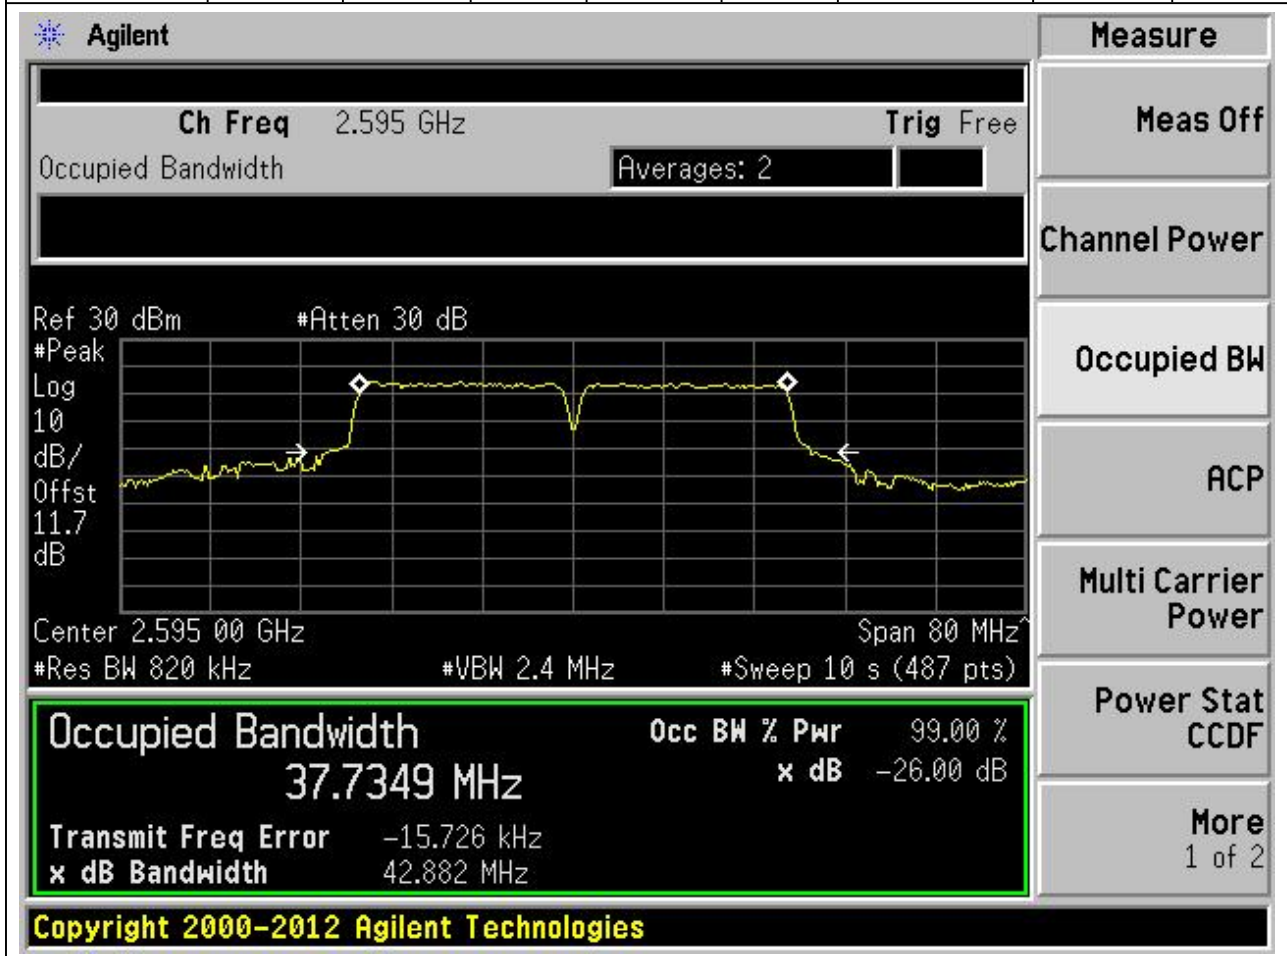 Agilent
Measure
Ch Freq 2.595 GHz Trig Free
Occupied Bandwidth Averages: 2
Ref 30 dBm #Atten 30 dB
#Peak
Log
10
dB/
Offst
11.7
dB
Center 2.595 00 GHz Span 80 MHz^
#Res BW 820 kHz #VBW 2.4 MHz #Sweep 10 s (487 pts)
Occupied Bandwidth Occ BW % Pwr 99.00 %
37.7349 MHz x dB -26.00 dB
Transmit Freq Error -15.726 kHz
x dB Bandwidth 42.882 MHz
Meas Off
Channel Power
Occupied BW
ACP
Multi Carrier
Power
Power Stat
CCDF
More
1 of 2
Copyright 2000-2012 Agilent Technologies